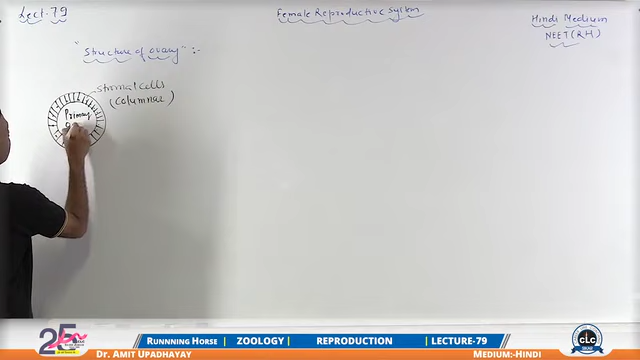 Lect-79
Female Reproductive System
Hindi Medium
NEET (RH)
"Structure of ovary" :-
stromal cells
(columnar)
Primary
25
RUNNNING HORSE | ZOOLOGY | REPRODUCTION | LECTURE-79
CLC
DR. AMIT UPADHAYAY
MEDIUM:-HINDI